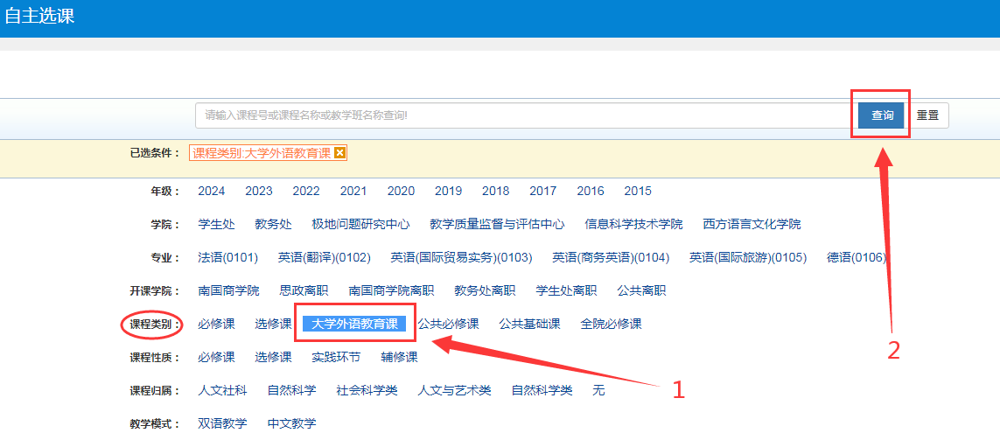 自主选课
请输入课程号或课程名称或教学班名称查询! 查询 重置
已选条件： 课程类别:大学外语教育课
年级： 2024 2023 2022 2021 2020 2019 2018 2017 2016 2015
学院： 学生处 教务处 极地问题研究中心 教学质量监督与评估中心 信息科学技术学院 西方语言文化学院
专业： 法语(0101) 英语(翻译)(0102) 英语(国际贸易实务)(0103) 英语(商务英语)(0104) 英语(国际旅游)(0105) 德语(0106)
开课学院： 南国商学院 思政离职 南国商学院离职 教务处离职 学生处离职 公共离职
课程类别： 必修课 选修课 大学外语教育课 公共必修课 公共基础课 全院必修课
课程性质： 必修课 选修课 实践环节 辅修课
2
课程归属： 人文社科 自然科学 社会科学类 人文与艺术类 自然科学类 无
1
教学模式： 双语教学 中文教学